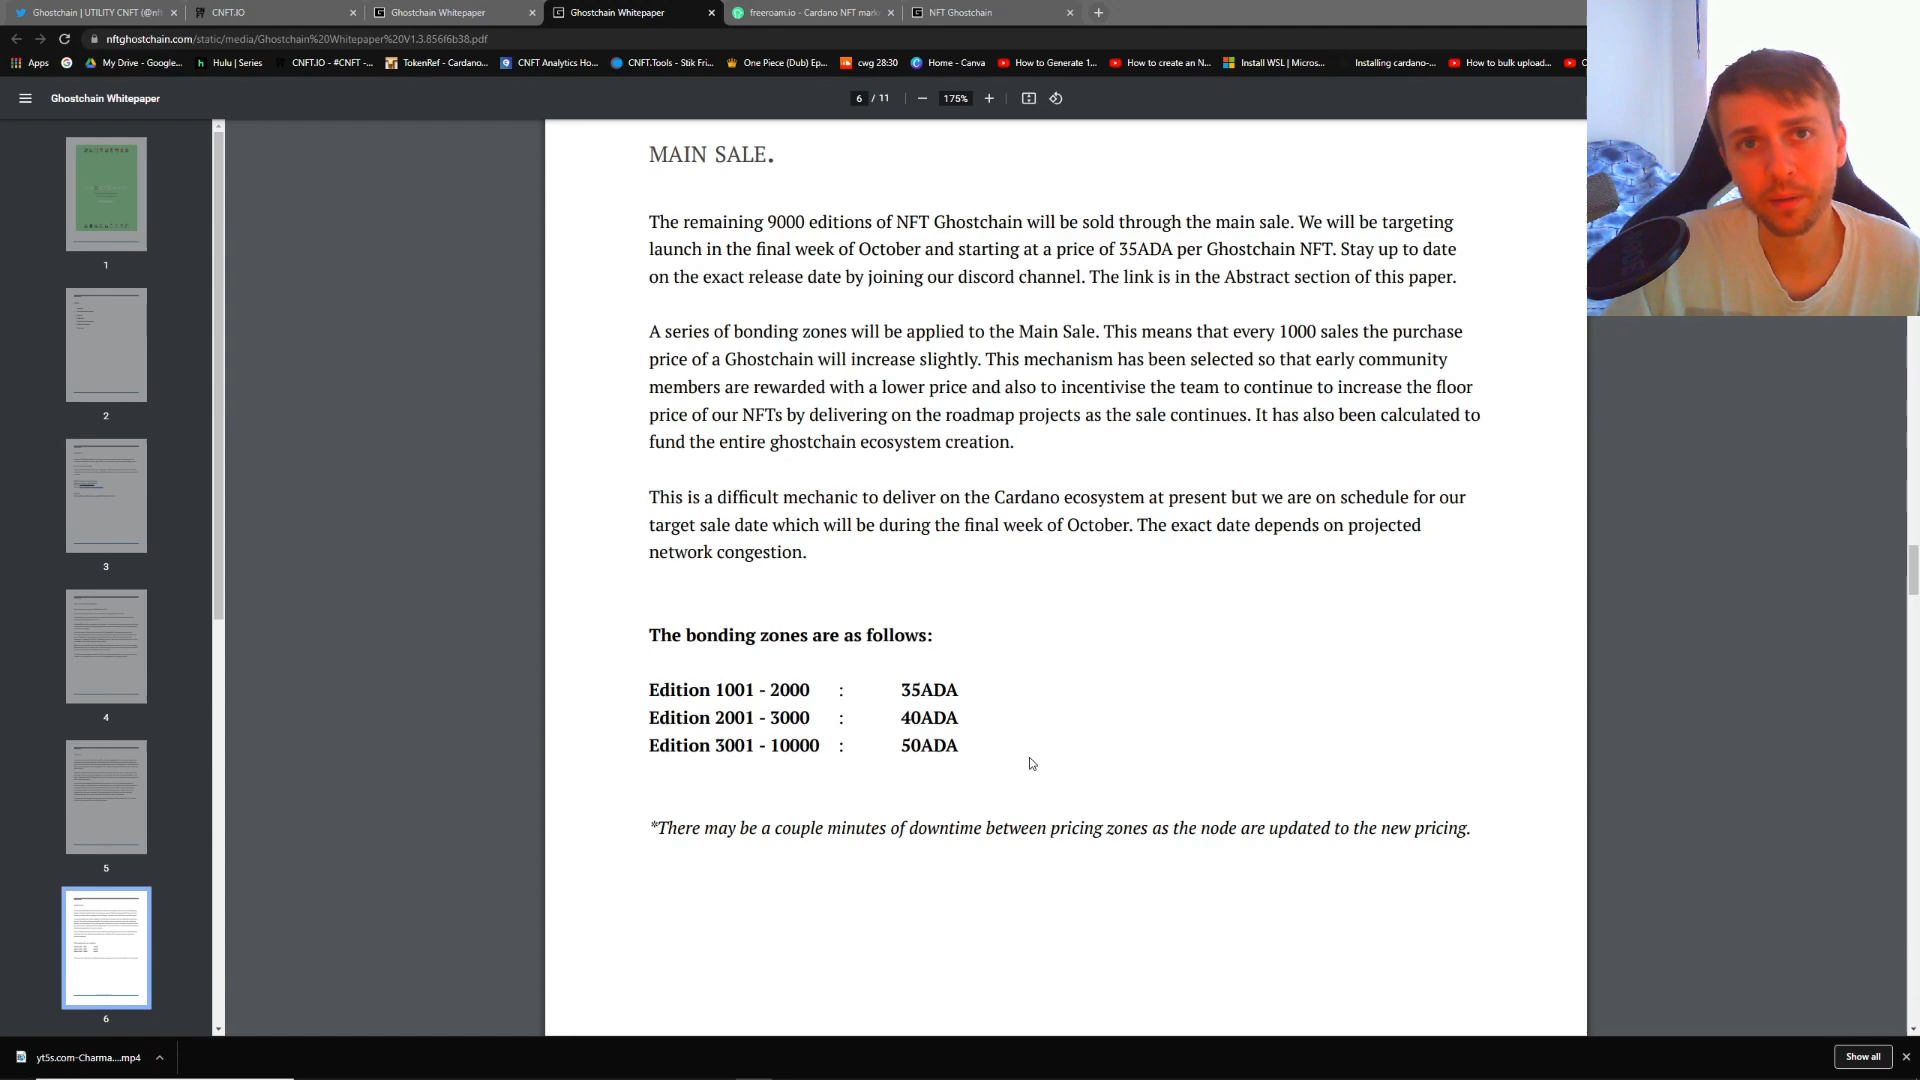 Ghostchain | UTILITY CNFT (@nf
CNFT.IO
Ghostchain Whitepaper
Ghostchain Whitepaper
freeroam.io - Cardano NFT mark
NFT Ghostchain
nftghostchain.com/static/media/Ghostchain%20Whitepaper%20V1.3.856f6b38.pdf
Apps
My Drive - Google...
Hulu | Series
CNFT.IO - #CNFT -...
TokenRef - Cardano...
CNFT Analytics Ho...
CNFT.Tools - Stik Fri...
One Piece (Dub) Ep...
cwg 28:30
Home - Canva
How to Generate 1...
How to create an N...
Install WSL | Micros...
Installing cardano-...
How to bulk upload...
Ghostchain Whitepaper
6 / 11
175%
1
2
3
4
5
6
MAIN SALE.
The remaining 9000 editions of NFT Ghostchain will be sold through the main sale. We will be targeting
launch in the final week of October and starting at a price of 35ADA per Ghostchain NFT. Stay up to date
on the exact release date by joining our discord channel. The link is in the Abstract section of this paper.
A series of bonding zones will be applied to the Main Sale. This means that every 1000 sales the purchase
price of a Ghostchain will increase slightly. This mechanism has been selected so that early community
members are rewarded with a lower price and also to incentivise the team to continue to increase the floor
price of our NFTs by delivering on the roadmap projects as the sale continues. It has also been calculated to
fund the entire ghostchain ecosystem creation.
This is a difficult mechanic to deliver on the Cardano ecosystem at present but we are on schedule for our
target sale date which will be during the final week of October. The exact date depends on projected
network congestion.
The bonding zones are as follows:
Edition 1001 - 2000 : 35ADA
Edition 2001 - 3000 : 40ADA
Edition 3001 - 10000 : 50ADA
*There may be a couple minutes of downtime between pricing zones as the node are updated to the new pricing.
yt5s.com-Charma....mp4
Show all